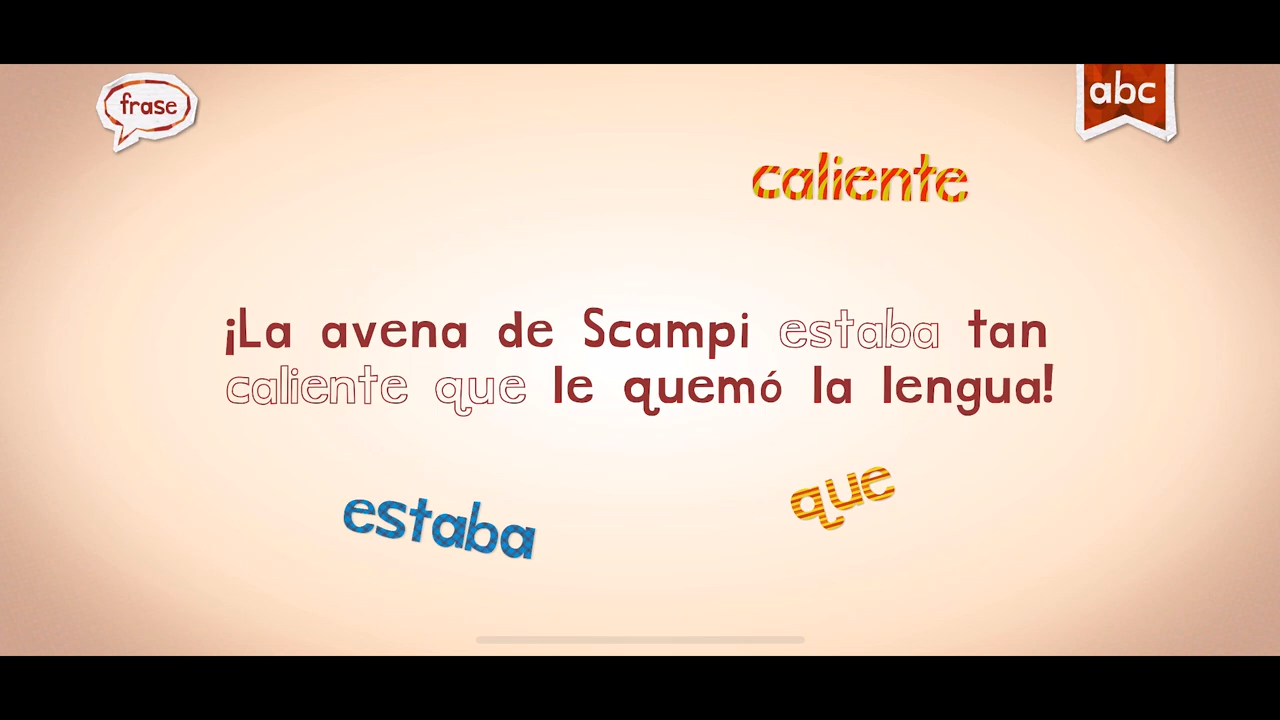 frase
abc
caliente
¡La avena de Scampi estaba tan
caliente que le quemó la lengua!
estaba
que